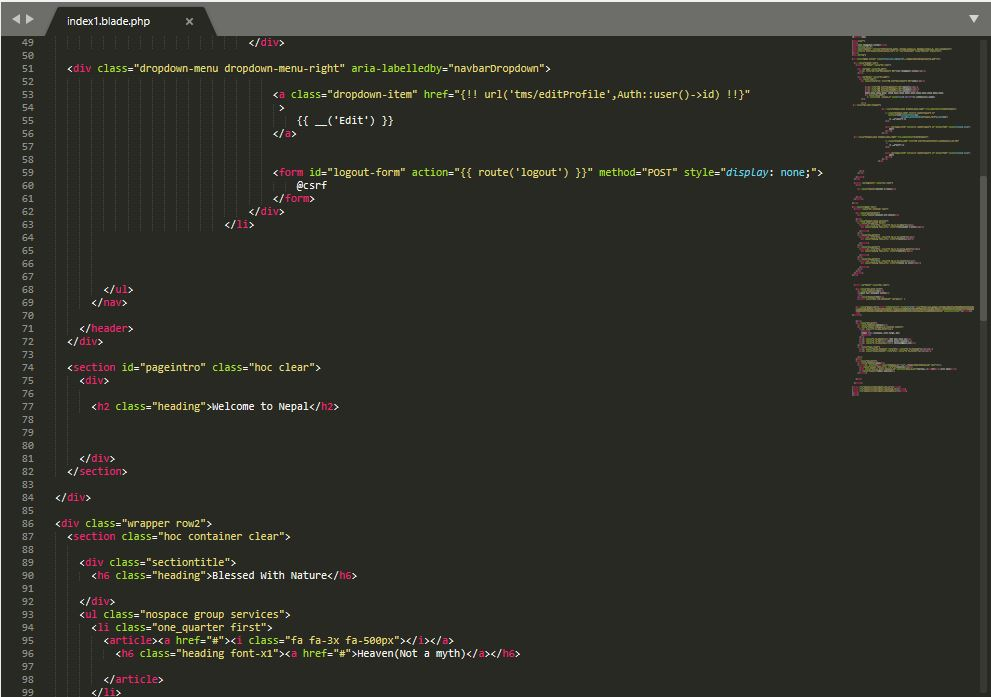 index1.blade.php ×
49 </div>
50
51 <div class="dropdown-menu dropdown-menu-right" aria-labelledby="navbarDropdown">
52
53 <a class="dropdown-item" href="{!! url('tms/editProfile',Auth::user()->id) !!}"
54 >
55 {{ __('Edit') }}
56 </a>
57
58
59 <form id="logout-form" action="{{ route('logout') }}" method="POST" style="display: none;">
60 @csrf
61 </form>
62 </div>
63 </li>
64
65
66
67
68 </ul>
69 </nav>
70
71 </header>
72 </div>
73
74 <section id="pageintro" class="hoc clear">
75 <div>
76
77 <h2 class="heading">Welcome to Nepal</h2>
78
79
80
81 </div>
82 </section>
83
84 </div>
85
86 <div class="wrapper row2">
87 <section class="hoc container clear">
88
89 <div class="sectiontitle">
90 <h6 class="heading">Blessed With Nature</h6>
91
92 </div>
93 <ul class="nospace group services">
94 <li class="one_quarter first">
95 <article><a href="#"><i class="fa fa-3x fa-500px"></i></a>
96 <h6 class="heading font-x1"><a href="#">Heaven(Not a myth)</a></h6>
97
98 </article>
99 </li>